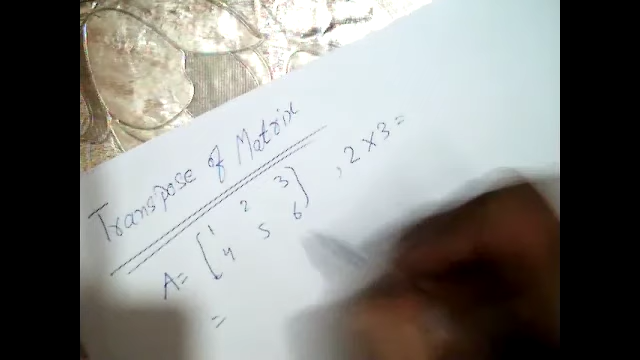 Transpose of Matrix
A = [1 2 3
4 5 6] , 2 x 3 =
=